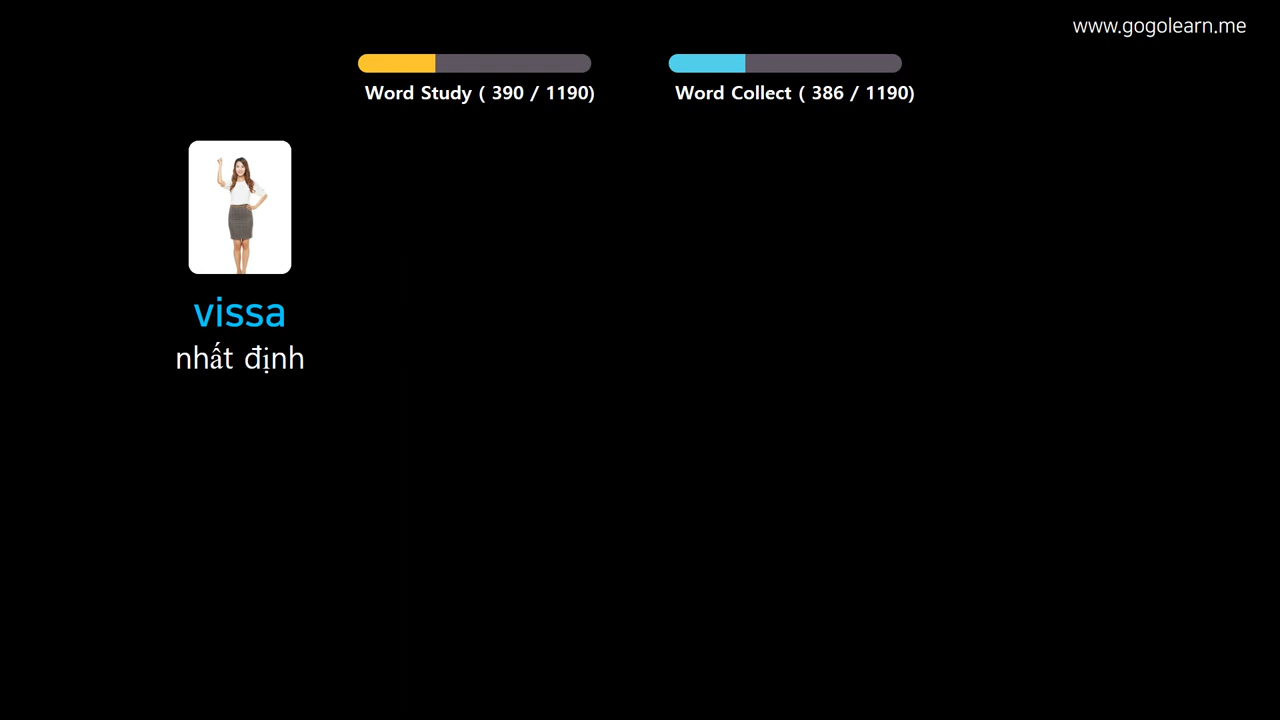 www.gogolearn.me
Word Study ( 390 / 1190)
Word Collect ( 386 / 1190)
vissa
nhất định